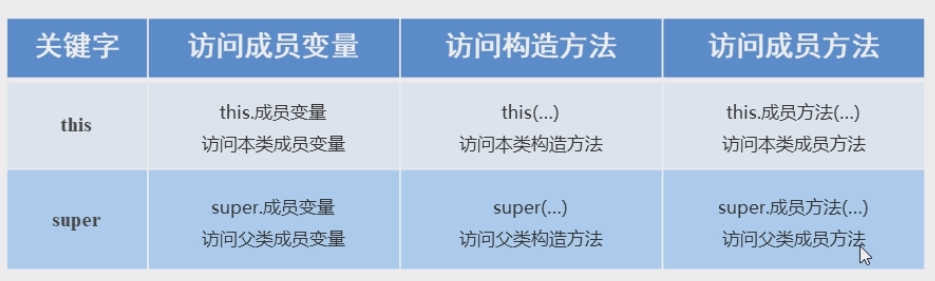 关键字 访问成员变量 访问构造方法 访问成员方法
this
this.成员变量
访问本类成员变量
this(...)
访问本类构造方法
this.成员方法(...)
访问本类成员方法
super
super.成员变量
访问父类成员变量
super(...)
访问父类构造方法
super.成员方法(...)
访问父类成员方法